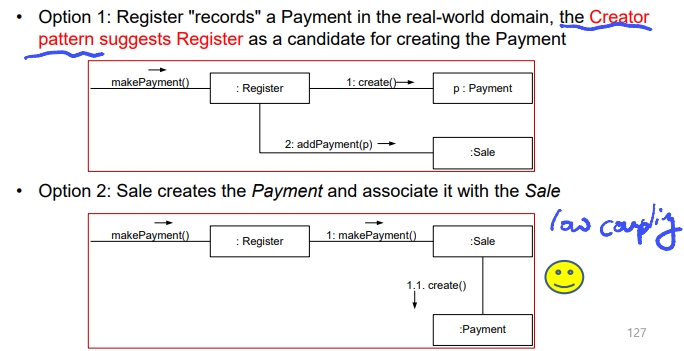 • Option 1: Register "records" a Payment in the real-world domain, the Creator
pattern suggests Register as a candidate for creating the Payment
makePayment()
: Register
1: create()
p : Payment
2: addPayment(p)
:Sale
• Option 2: Sale creates the Payment and associate it with the Sale
makePayment()
: Register
1: makePayment()
:Sale
low coupling
1.1. create()
:Payment
127